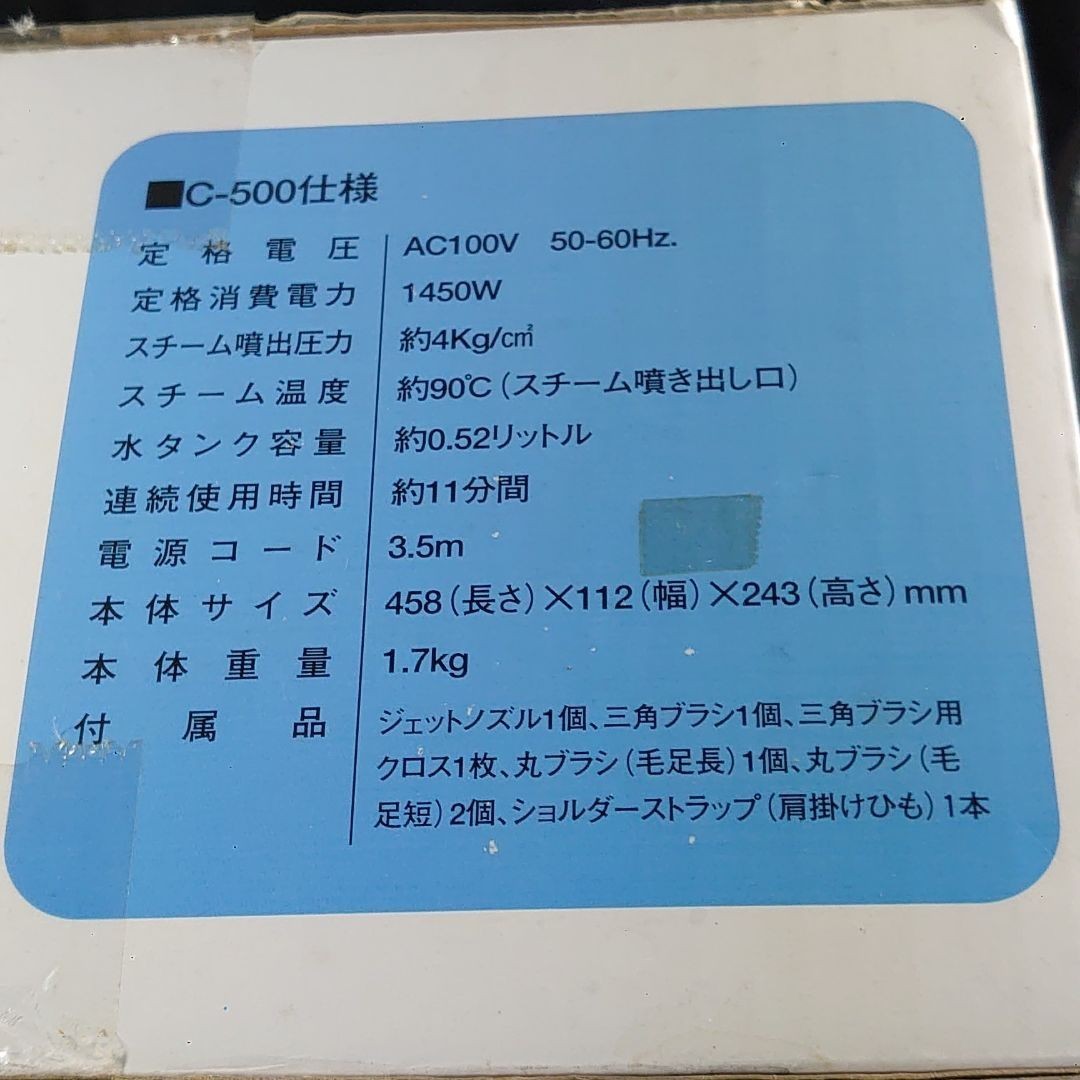 ■C-500仕様
定格電圧 AC100V 50-60Hz.
定格消費電力 1450W
スチーム噴出圧力 約4Kg/c㎡
スチーム温度 約90℃(スチーム噴き出し口)
水タンク容量 約0.52リットル
連続使用時間 約11分間
電源コード 3.5m
本体サイズ 458(長さ)×112(幅)×243(高さ)mm
本体重量 1.7kg
付属品 ジェットノズル1個、三角ブラシ1個、三角ブラシ用
クロス1枚、丸ブラシ(毛足長)1個、丸ブラシ(毛
足短)2個、ショルダーストラップ(肩掛けひも)1本